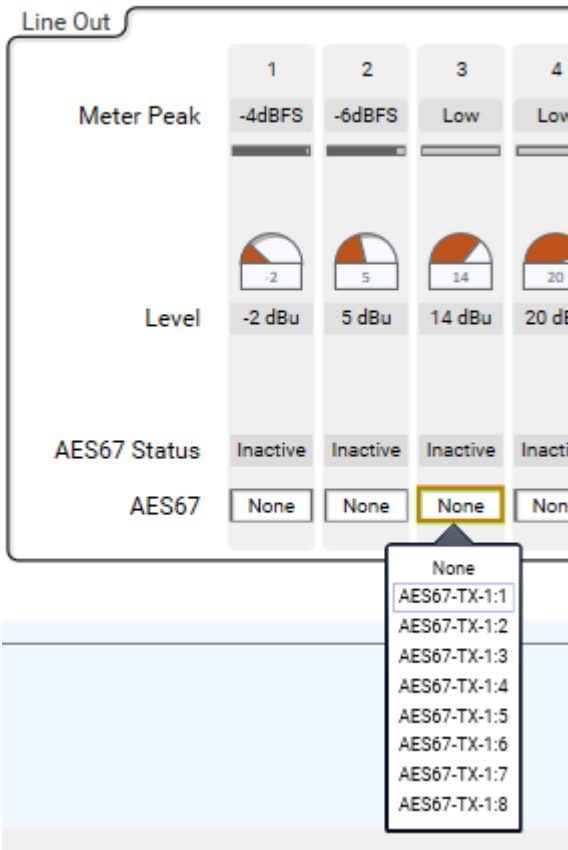 Line Out
1 2 3 4
Meter Peak -4dBFS -6dBFS Low
-2 5 14 20
Level -2 dBu 5 dBu 14 dBu 20
AES67 Status Inactive Inactive Inactive
AES67 None None None
None
AES67-TX-1:1
AES67-TX-1:2
AES67-TX-1:3
AES67-TX-1:4
AES67-TX-1:5
AES67-TX-1:6
AES67-TX-1:7
AES67-TX-1:8